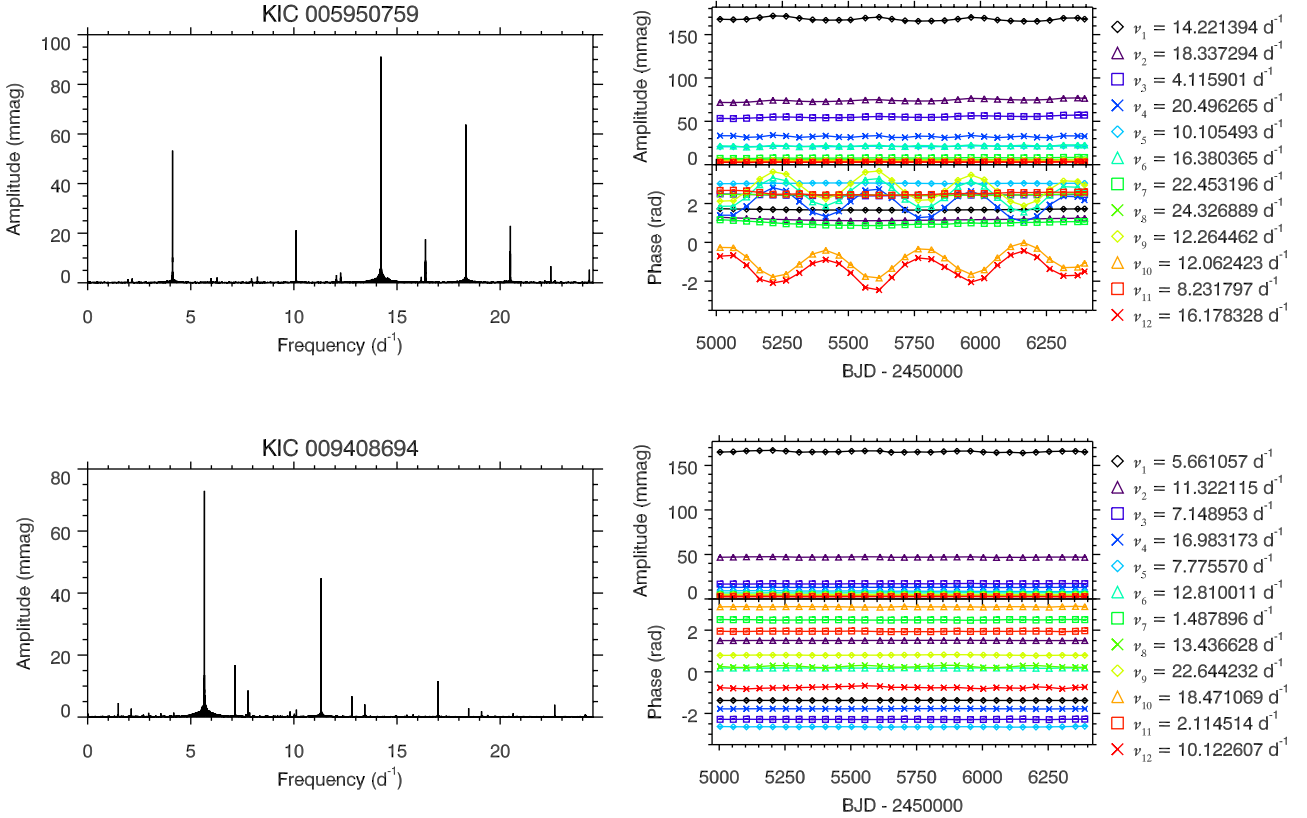 KIC 005950759
Amplitude (mmag)
100
80
60
40
20
0
0 5 10 15 20
Frequency (d⁻¹)
Amplitude (mmag)
150
100
50
0
Phase (rad)
2
0
-2
5000 5250 5500 5750 6000 6250
BJD - 2450000
ν₁ = 14.221394 d⁻¹
ν₂ = 18.337294 d⁻¹
ν₃ = 4.115901 d⁻¹
ν₄ = 20.496265 d⁻¹
ν₅ = 10.105493 d⁻¹
ν₆ = 16.380365 d⁻¹
ν₇ = 22.453196 d⁻¹
ν₈ = 24.326889 d⁻¹
ν₉ = 12.264462 d⁻¹
ν₁₀ = 12.062423 d⁻¹
ν₁₁ = 8.231797 d⁻¹
ν₁₂ = 16.178328 d⁻¹
KIC 009408694
Amplitude (mmag)
80
60
40
20
0
0 5 10 15 20
Frequency (d⁻¹)
Amplitude (mmag)
150
100
50
0
Phase (rad)
2
0
-2
5000 5250 5500 5750 6000 6250
BJD - 2450000
ν₁ = 5.661057 d⁻¹
ν₂ = 11.322115 d⁻¹
ν₃ = 7.148953 d⁻¹
ν₄ = 16.983173 d⁻¹
ν₅ = 7.775570 d⁻¹
ν₆ = 12.810011 d⁻¹
ν₇ = 1.487896 d⁻¹
ν₈ = 13.436628 d⁻¹
ν₉ = 22.644232 d⁻¹
ν₁₀ = 18.471069 d⁻¹
ν₁₁ = 2.114514 d⁻¹
ν₁₂ = 10.122607 d⁻¹